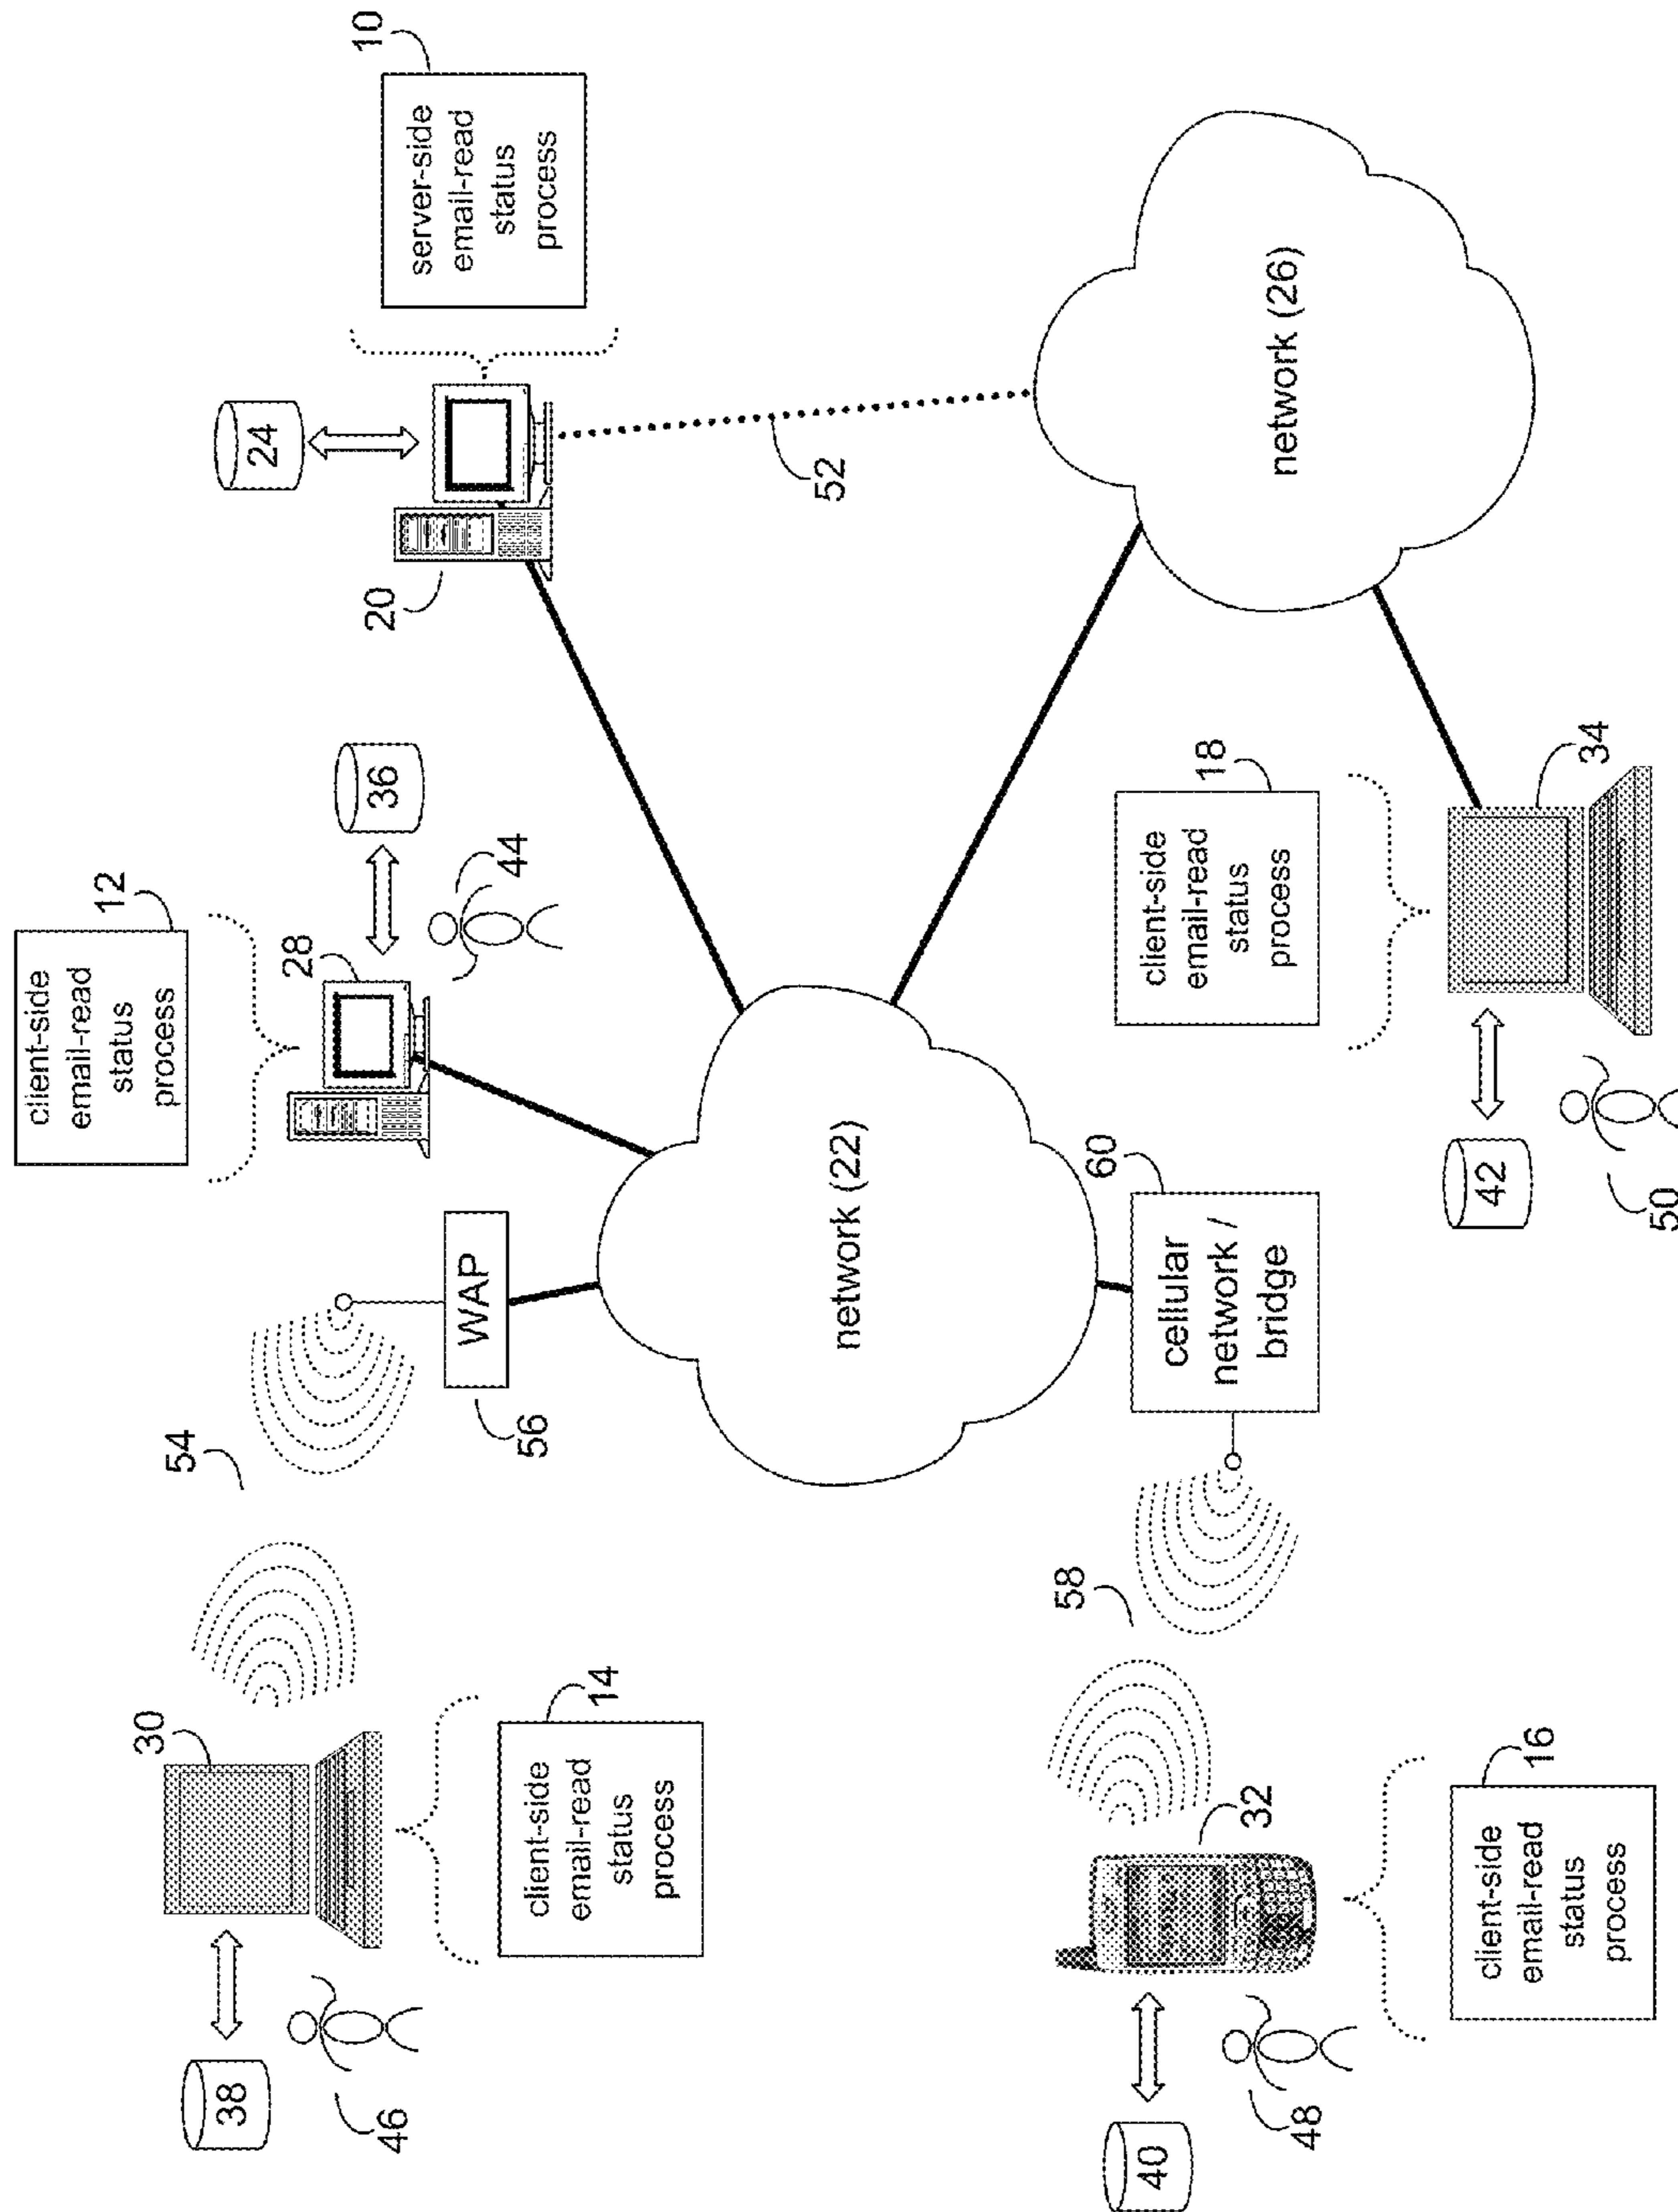 38
46
30
client-side
email-read
status
process
14
54
WAP
56
client-side
email-read
status
process
12
28
36
44
24
20
server-side
email-read
status
process
10
52
network (22)
network (26)
40
48
32
client-side
email-read
status
process
16
58
cellular
network /
bridge
60
42
50
client-side
email-read
status
process
18
34